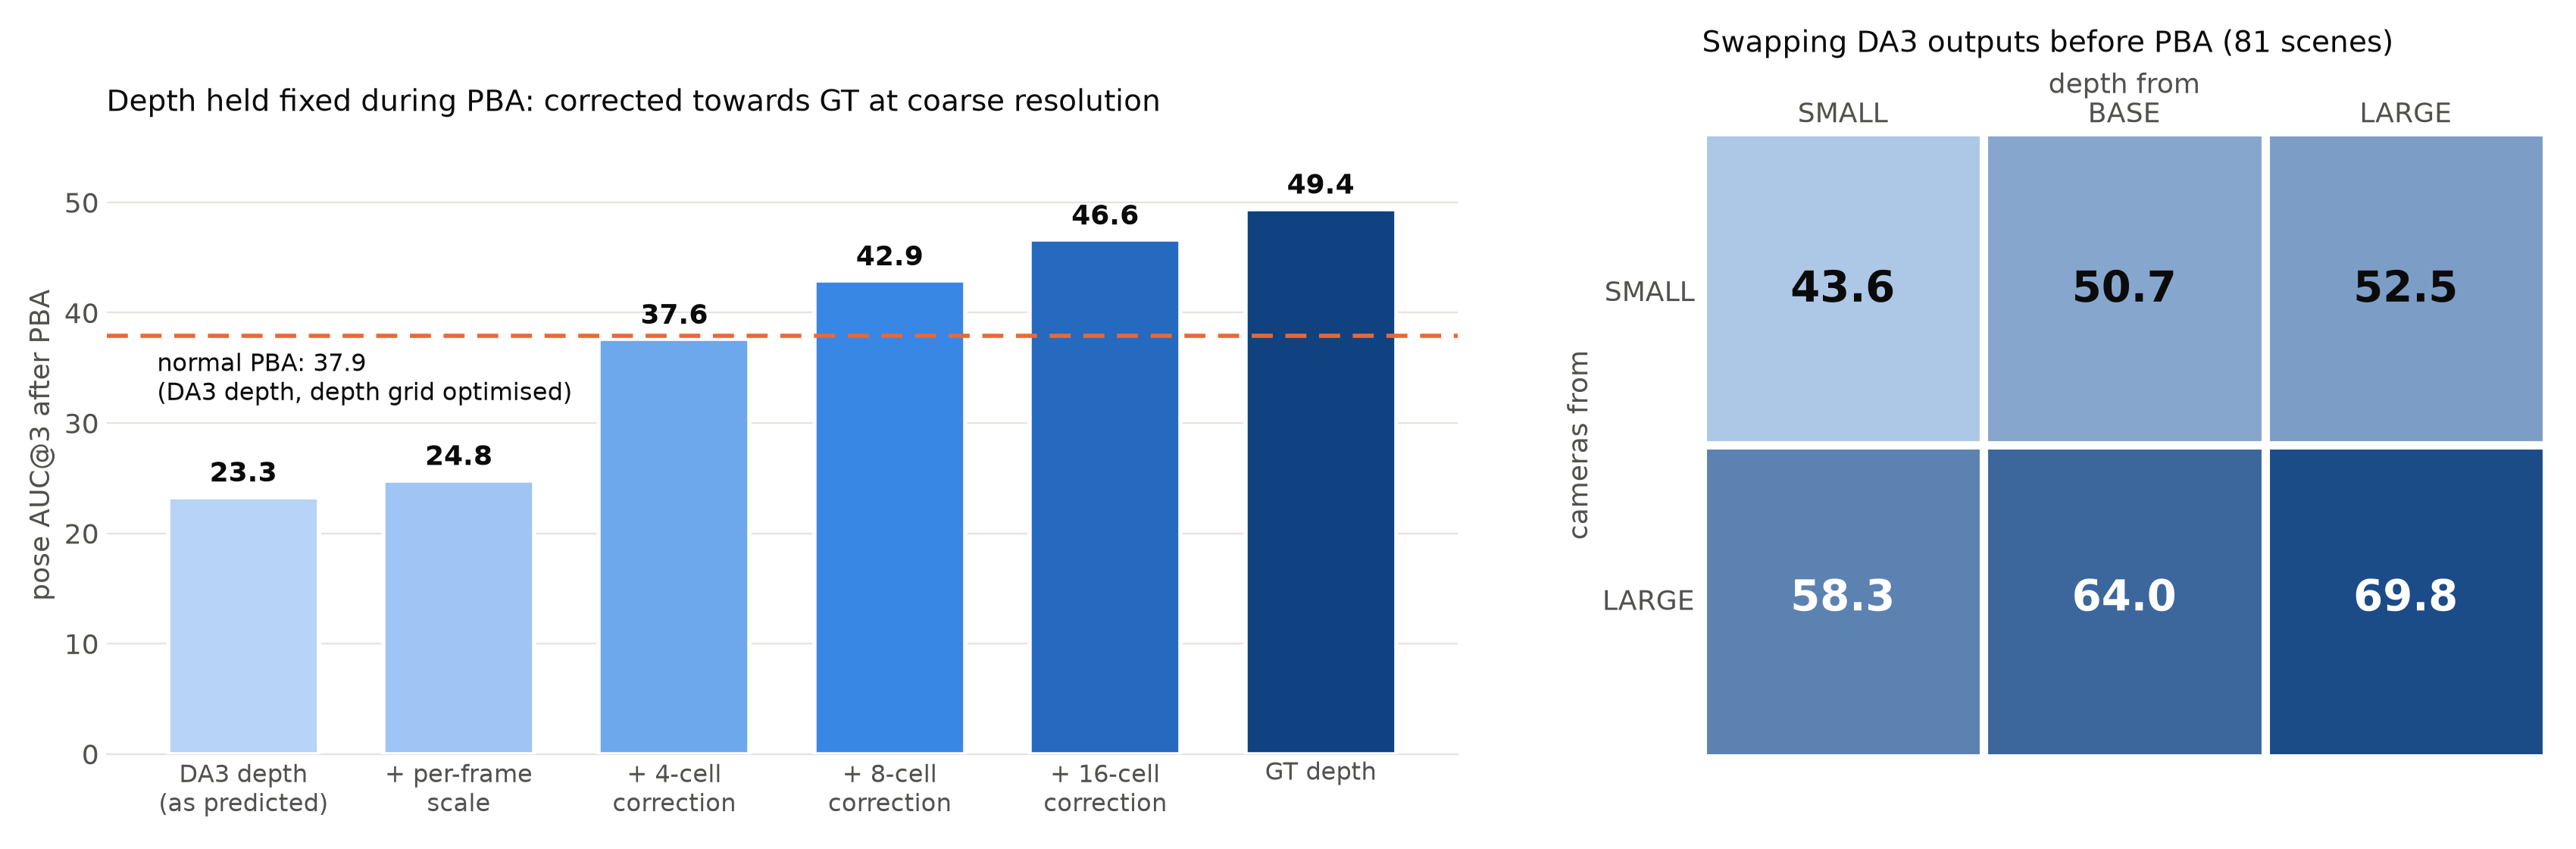 Depth held fixed during PBA: corrected towards GT at coarse resolution
pose AUC@3 after PBA
50
40
30
20
10
0
23.3
24.8
37.6
42.9
46.6
49.4
normal PBA: 37.9
(DA3 depth, depth grid optimised)
DA3 depth
(as predicted)
+ per-frame
scale
+ 4-cell
correction
+ 8-cell
correction
+ 16-cell
correction
GT depth
Swapping DA3 outputs before PBA (81 scenes)
depth from
SMALL
BASE
LARGE
cameras from
SMALL
43.6
50.7
52.5
LARGE
58.3
64.0
69.8